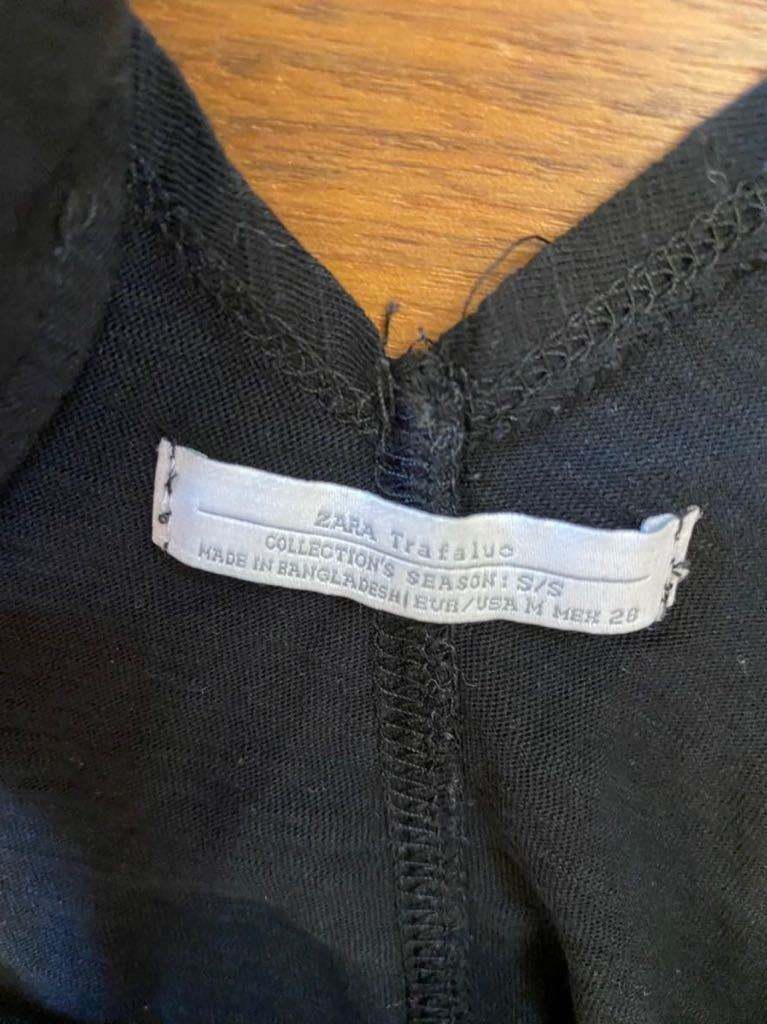 ZARA Trafaluc
COLLECTION'S SEASON: S/S
MADE IN BANGLADESH | EUR/USA M MEX 28